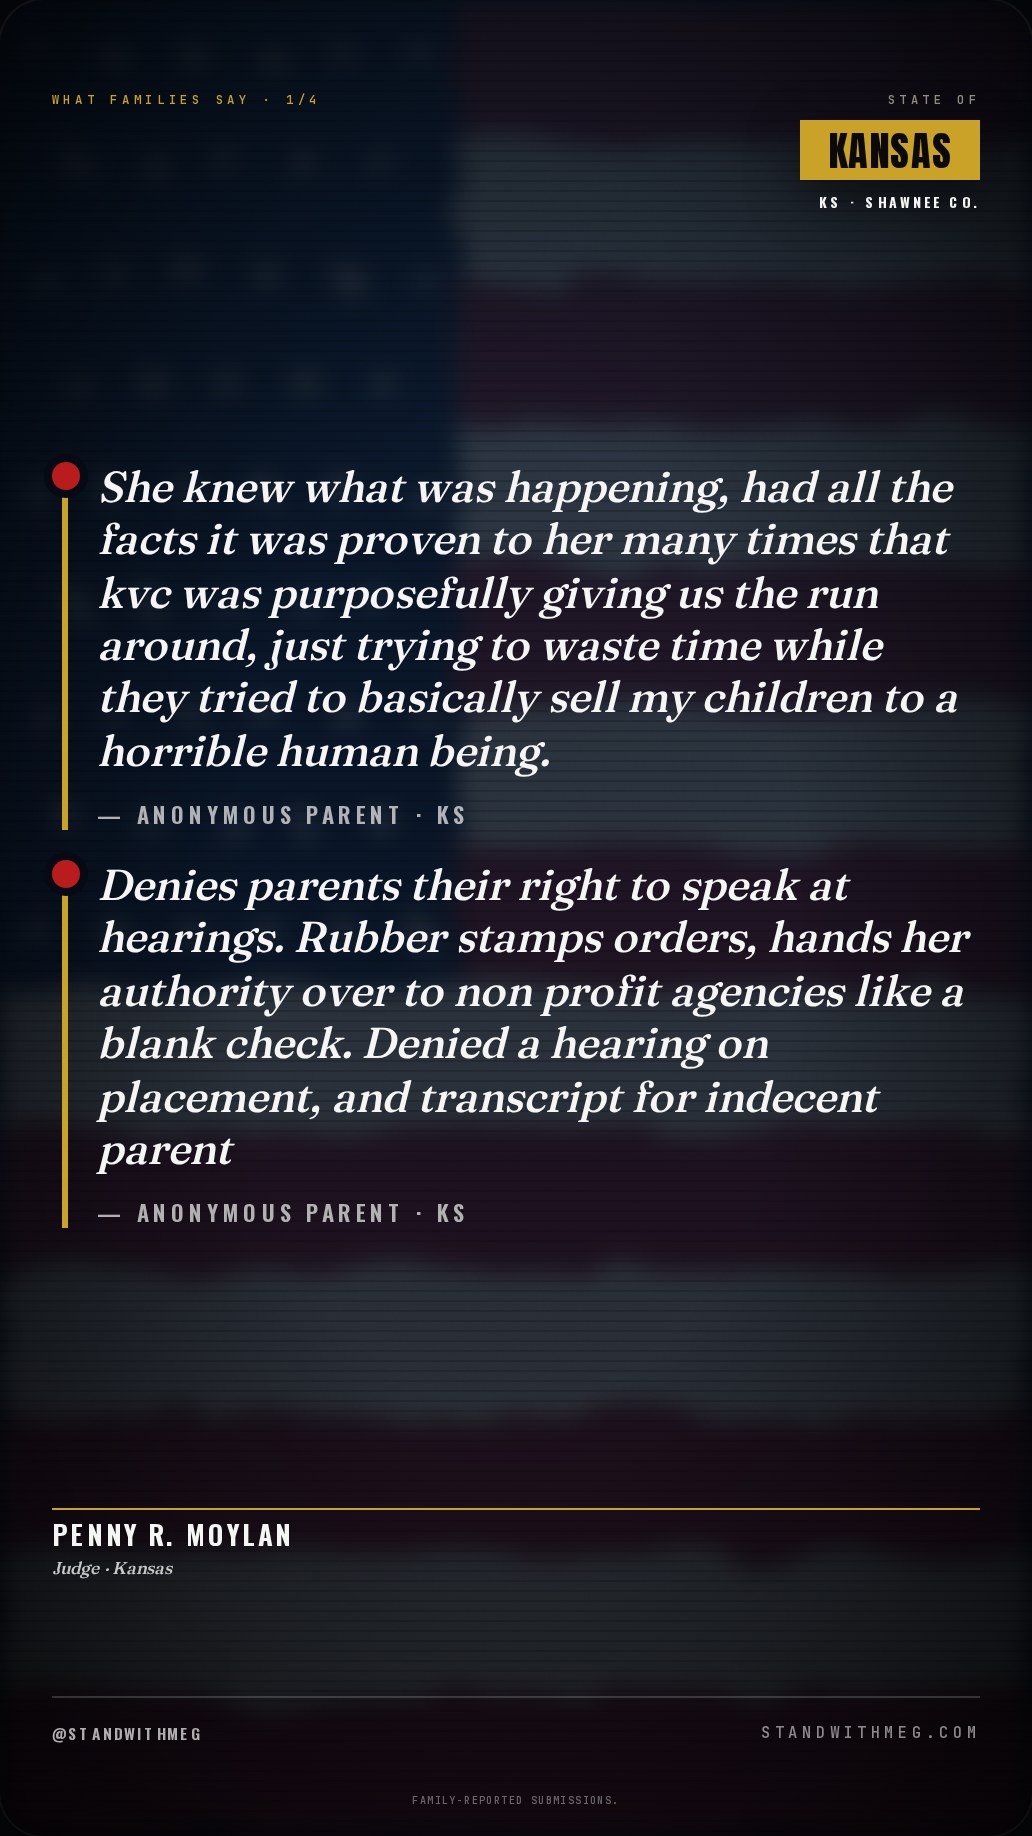 WHAT FAMILIES SAY · 1/4
STATE OF
KANSAS
KS · SHAWNEE CO.
She knew what was happening, had all the
facts it was proven to her many times that
kvc was purposefully giving us the run
around, just trying to waste time while
they tried to basically sell my children to a
horrible human being.
— ANONYMOUS PARENT · KS
Denies parents their right to speak at
hearings. Rubber stamps orders, hands her
authority over to non profit agencies like a
blank check. Denied a hearing on
placement, and transcript for indecent
parent
— ANONYMOUS PARENT · KS
PENNY R. MOYLAN
Judge · Kansas
@STANDWITHMEG
STANDWITHMEG.COM
FAMILY-REPORTED SUBMISSIONS.